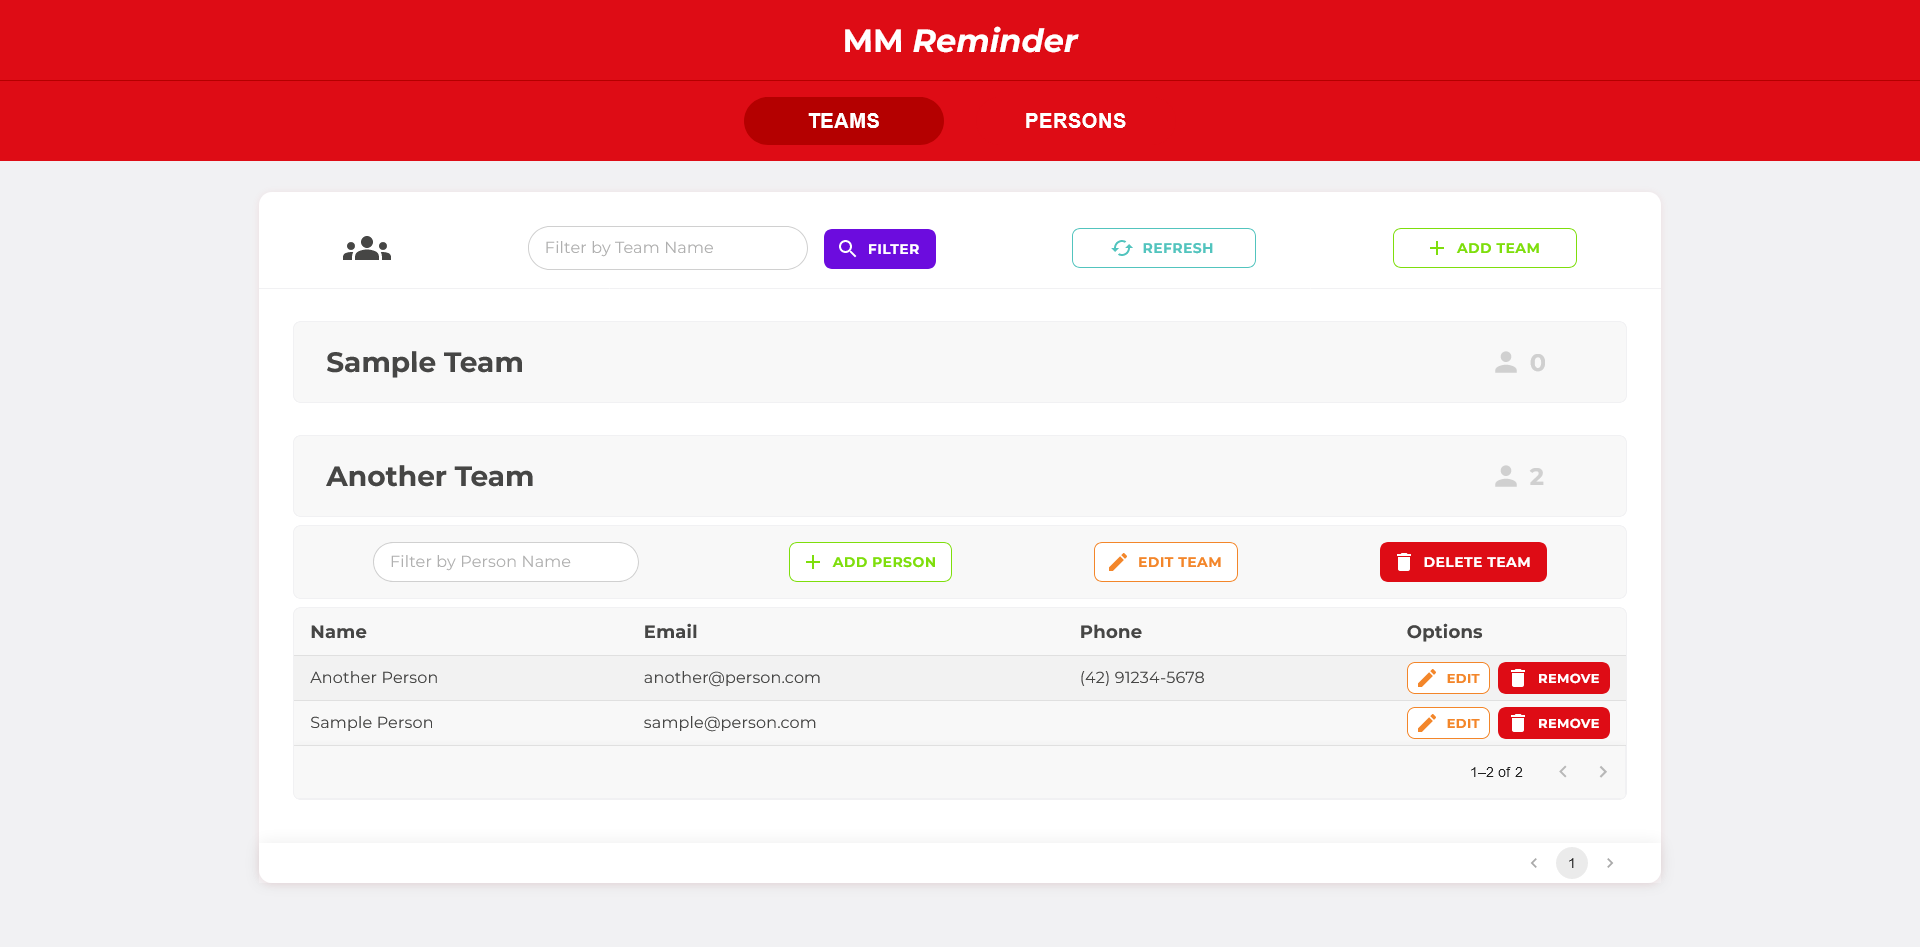 MM Reminder
TEAMS PERSONS
Filter by Team Name FILTER REFRESH ADD TEAM
Sample Team 0
Another Team 2
Filter by Person Name ADD PERSON EDIT TEAM DELETE TEAM
Name Email Phone Options
Another Person another@person.com (42) 91234-5678 EDIT REMOVE
Sample Person sample@person.com EDIT REMOVE
1–2 of 2
1